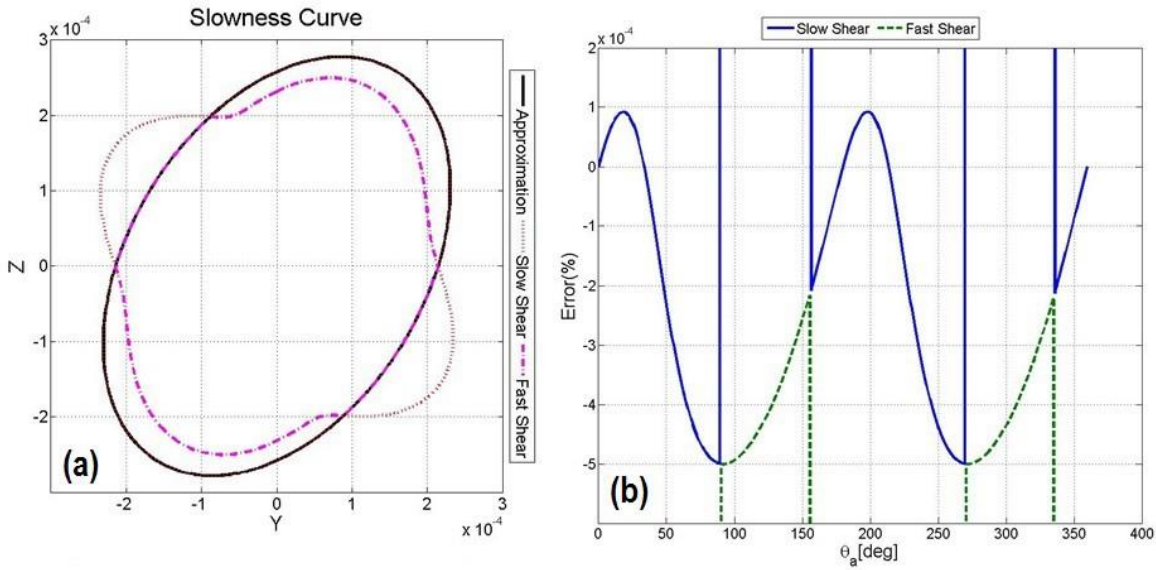 Slowness Curve
x 10-4
3
2
1
0
-1
-2
Z
-2 -1 0 1 2 3
Y
x 10-4
Approximation Slow Shear Fast Shear
(a)
Slow Shear Fast Shear
x 10-4
2
1
0
-1
-2
-3
-4
-5
Error(%)
0 50 100 150 200 250 300 350 400
θa[deg]
(b)